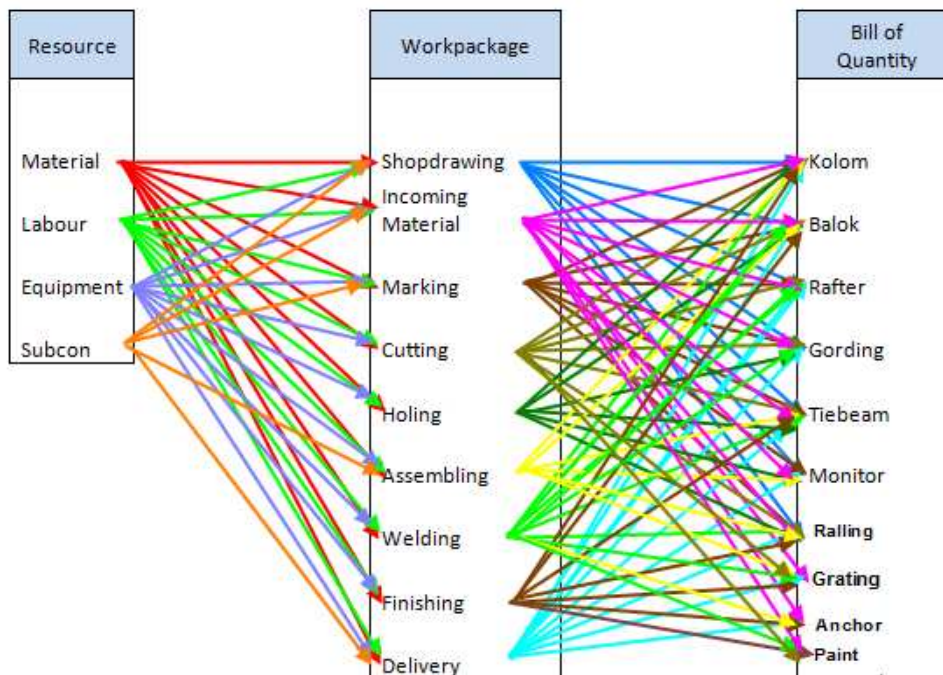 Resource
Workpackage
Bill of
Quantity
Material
Labour
Equipment
Subcon
Shopdrawing
Incoming
Material
Marking
Cutting
Holing
Assembling
Welding
Finishing
Delivery
Kolom
Balok
Rafter
Gording
Tiebeam
Monitor
Ralling
Grating
Anchor
Paint